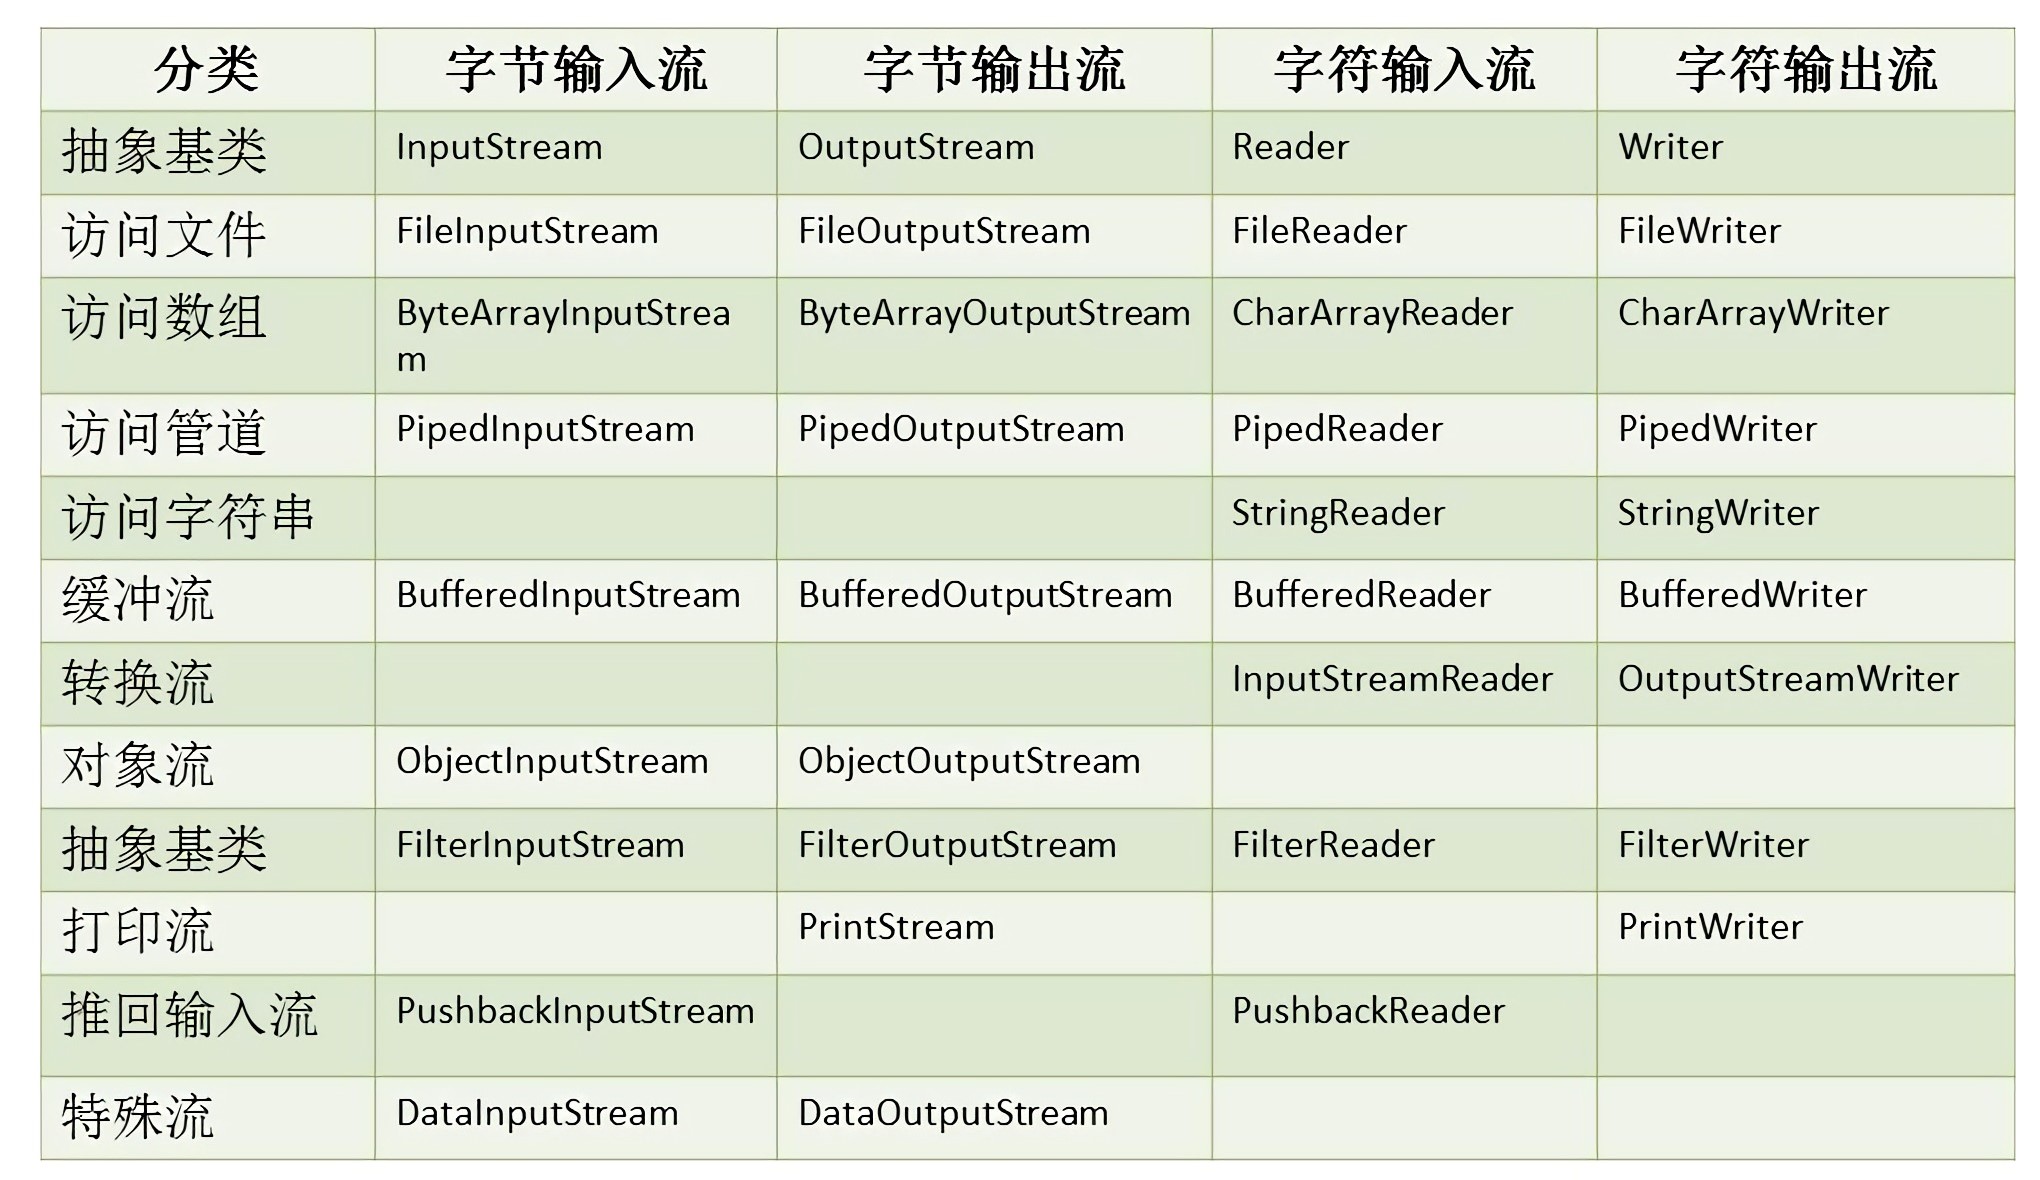 分类 字节输入流 字节输出流 字符输入流 字符输出流
抽象基类 InputStream OutputStream Reader Writer
访问文件 FileInputStream FileOutputStream FileReader FileWriter
访问数组 ByteArrayInputStrea ByteArrayOutputStream CharArrayReader CharArrayWriter
m
访问管道 PipedInputStream PipedOutputStream PipedReader PipedWriter
访问字符串 StringReader StringWriter
缓冲流 BufferedInputStream BufferedOutputStream BufferedReader BufferedWriter
转换流 InputStreamReader OutputStreamWriter
对象流 ObjectInputStream ObjectOutputStream
抽象基类 FilterInputStream FilterOutputStream FilterReader FilterWriter
打印流 PrintStream PrintWriter
推回输入流 PushbackInputStream PushbackReader
特殊流 DataInputStream DataOutputStream